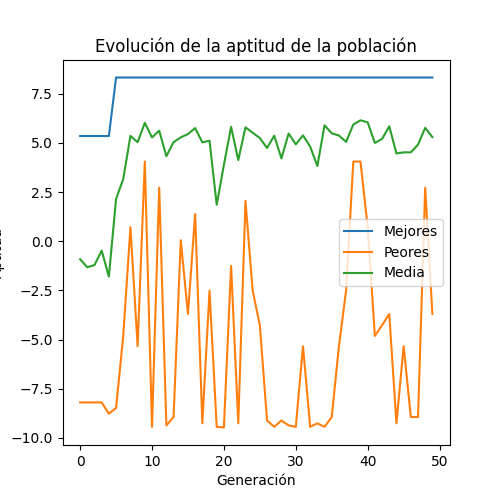 Evolución de la aptitud de la población
7.5
5.0
2.5
0.0
−2.5
−5.0
−7.5
−10.0
Mejores
Peores
Media
0 10 20 30 40 50
Generación